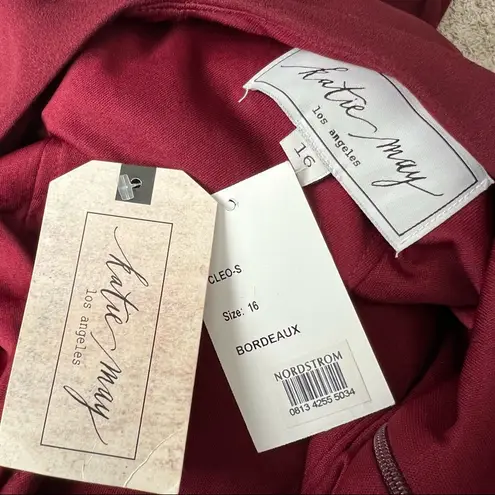 katie may
los angeles
16
katie may
los angeles
CLEO-S
Size: 16
BORDEAUX
NORDSTROM
0813 4255 5034